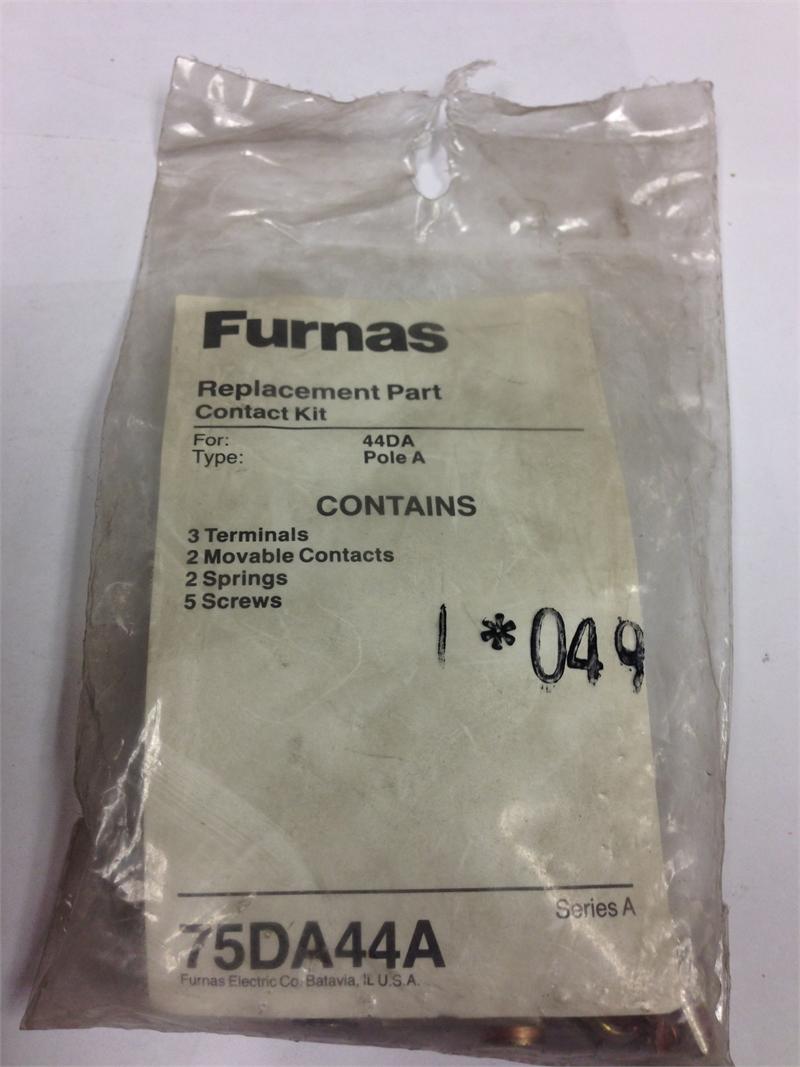 Furnas
Replacement Part
Contact Kit
For: 44DA
Type: Pole A
CONTAINS
3 Terminals
2 Movable Contacts
2 Springs
5 Screws
1 *049
Series A
75DA44A
Furnas Electric Co. Batavia, IL U.S.A.